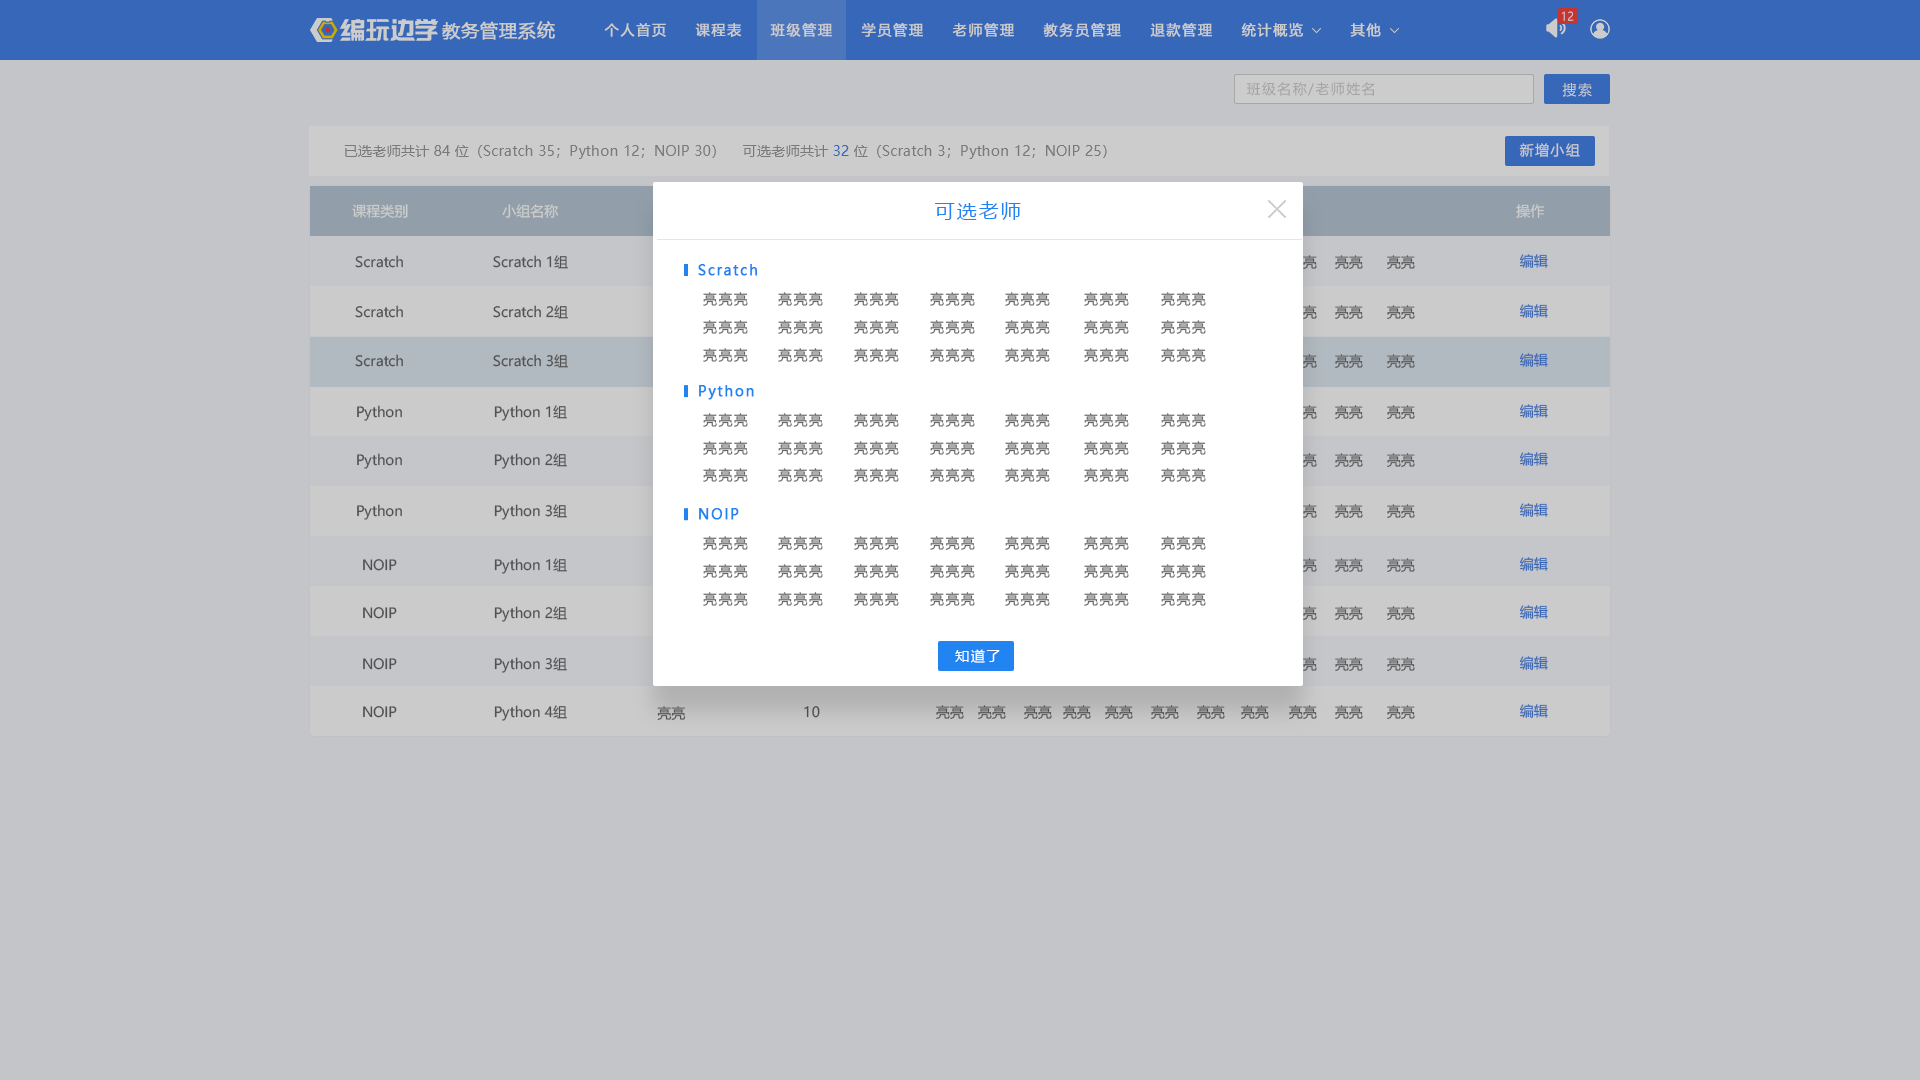 编玩边学 教务管理系统 个人首页 课程表 班级管理 学员管理 老师管理 教务员管理 退款管理 统计概览 其他 12
班级名称/老师姓名 搜索
已选老师共计 84 位（Scratch 35；Python 12；NOIP 30） 可选老师共计 32 位（Scratch 3；Python 12；NOIP 25） 新增小组
课程类别 小组名称 操作
Scratch Scratch 1组 亮 亮亮 亮亮 编辑
Scratch Scratch 2组 亮 亮亮 亮亮 编辑
Scratch Scratch 3组 亮 亮亮 亮亮 编辑
Python Python 1组 亮 亮亮 亮亮 编辑
Python Python 2组 亮 亮亮 亮亮 编辑
Python Python 3组 亮 亮亮 亮亮 编辑
NOIP Python 1组 亮 亮亮 亮亮 编辑
NOIP Python 2组 亮 亮亮 亮亮 编辑
NOIP Python 3组 亮 亮亮 亮亮 编辑
NOIP Python 4组 亮亮 10 亮亮 亮亮 亮亮 亮亮 亮亮 亮亮 亮亮 亮亮 亮亮 亮亮 亮亮 编辑
可选老师
Scratch
亮亮亮 亮亮亮 亮亮亮 亮亮亮 亮亮亮 亮亮亮 亮亮亮
亮亮亮 亮亮亮 亮亮亮 亮亮亮 亮亮亮 亮亮亮 亮亮亮
亮亮亮 亮亮亮 亮亮亮 亮亮亮 亮亮亮 亮亮亮 亮亮亮
Python
亮亮亮 亮亮亮 亮亮亮 亮亮亮 亮亮亮 亮亮亮 亮亮亮
亮亮亮 亮亮亮 亮亮亮 亮亮亮 亮亮亮 亮亮亮 亮亮亮
亮亮亮 亮亮亮 亮亮亮 亮亮亮 亮亮亮 亮亮亮 亮亮亮
NOIP
亮亮亮 亮亮亮 亮亮亮 亮亮亮 亮亮亮 亮亮亮 亮亮亮
亮亮亮 亮亮亮 亮亮亮 亮亮亮 亮亮亮 亮亮亮 亮亮亮
亮亮亮 亮亮亮 亮亮亮 亮亮亮 亮亮亮 亮亮亮 亮亮亮
知道了